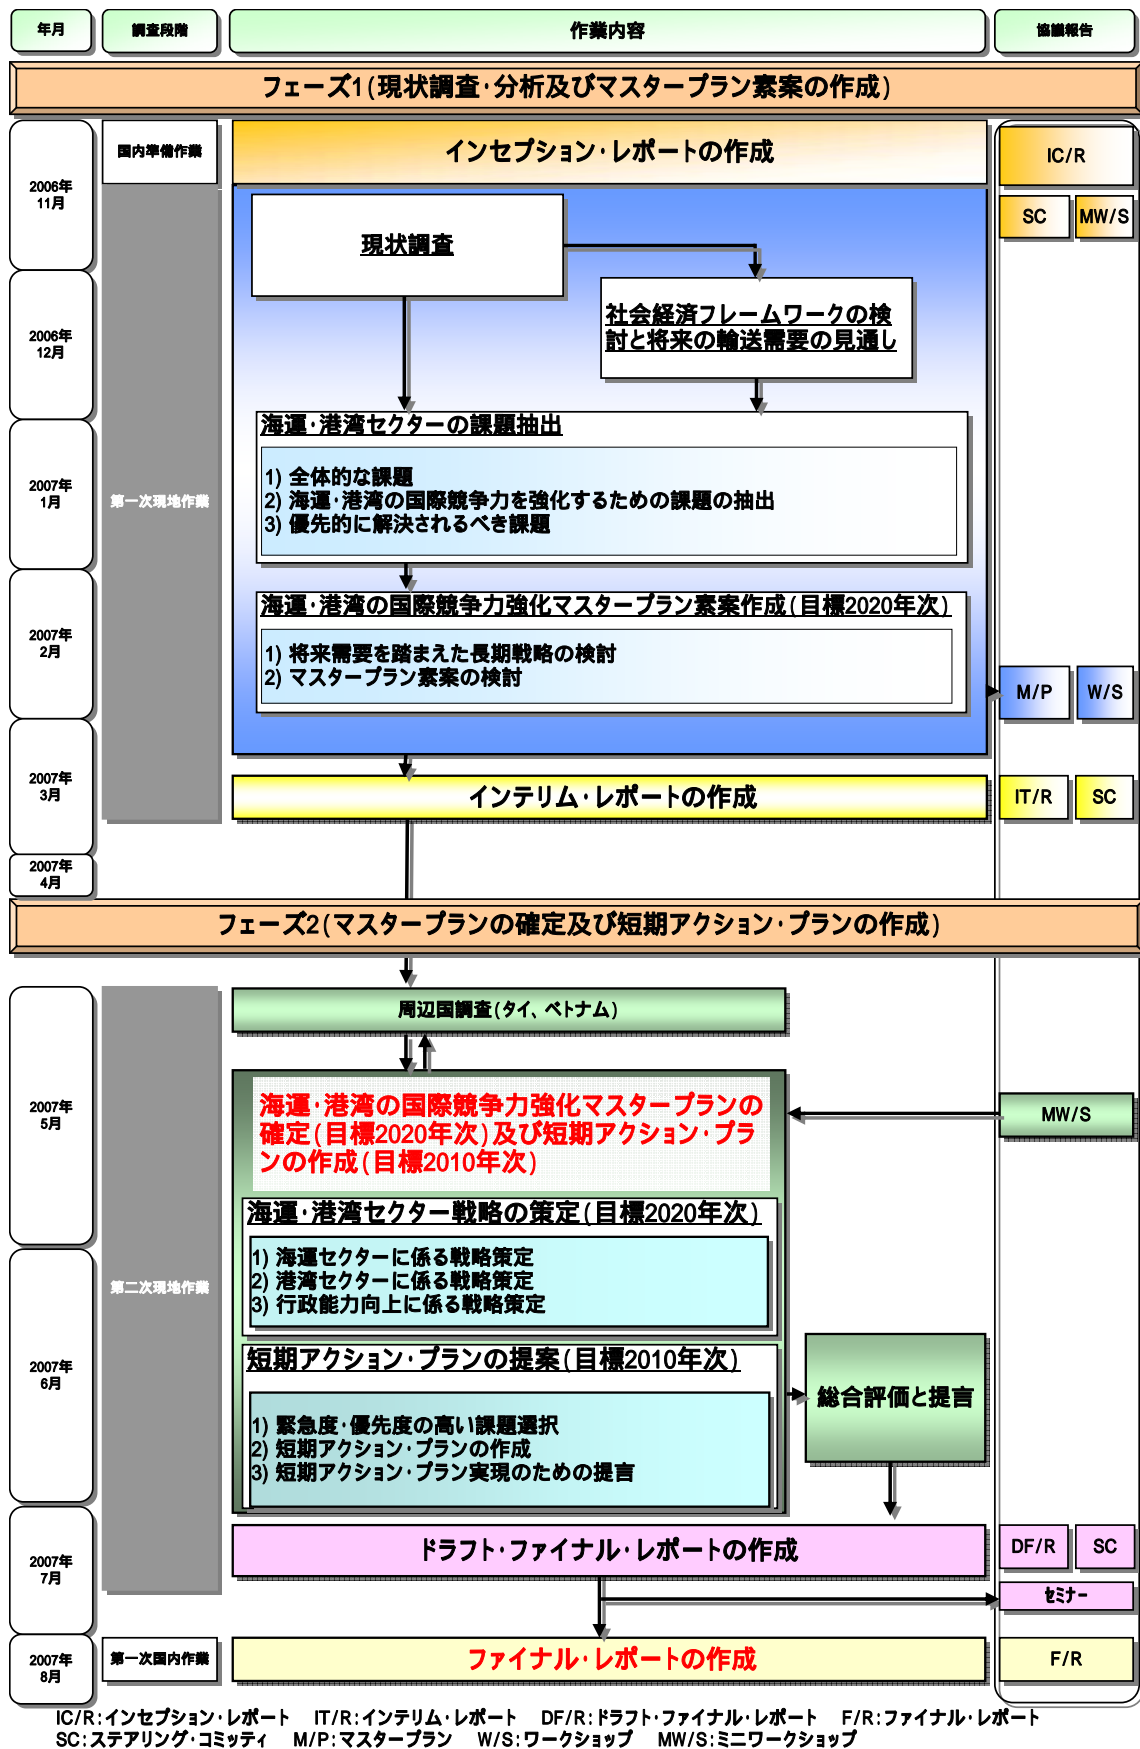 年月
調査段階
作業内容
協議報告
フェーズ1(現状調査・分析及びマスタープラン素案の作成)
2006年
11月
国内準備作業
インセプション・レポートの作成
IC/R
SC
MW/S
現状調査
2006年
12月
社会経済フレームワークの検
討と将来の輸送需要の見通し
2007年
1月
第一次現地作業
海運・港湾セクターの課題抽出
1) 全体的な課題
2) 海運・港湾の国際競争力を強化するための課題の抽出
3) 優先的に解決されるべき課題
2007年
2月
海運・港湾の国際競争力強化マスタープラン素案作成(目標2020年次)
1) 将来需要を踏まえた長期戦略の検討
2) マスタープラン素案の検討
M/P
W/S
2007年
3月
インテリム・レポートの作成
IT/R
SC
2007年
4月
フェーズ2(マスタープランの確定及び短期アクション・プランの作成)
周辺国調査(タイ、ベトナム)
2007年
5月
海運・港湾の国際競争力強化マスタープランの
確定(目標2020年次)及び短期アクション・プラ
ンの作成(目標2010年次)
MW/S
第二次現地作業
海運・港湾セクター戦略の策定(目標2020年次)
1) 海運セクターに係る戦略策定
2) 港湾セクターに係る戦略策定
3) 行政能力向上に係る戦略策定
2007年
6月
短期アクション・プランの提案(目標2010年次)
1) 緊急度・優先度の高い課題選択
2) 短期アクション・プランの作成
3) 短期アクション・プラン実現のための提言
総合評価と提言
2007年
7月
ドラフト・ファイナル・レポートの作成
DF/R
SC
セミナー
2007年
8月
第一次国内作業
ファイナル・レポートの作成
F/R
IC/R:インセプション・レポート IT/R:インテリム・レポート DF/R:ドラフト・ファイナル・レポート F/R:ファイナル・レポート
SC:ステアリング・コミッティ M/P:マスタープラン W/S:ワークショップ MW/S:ミニワークショップ